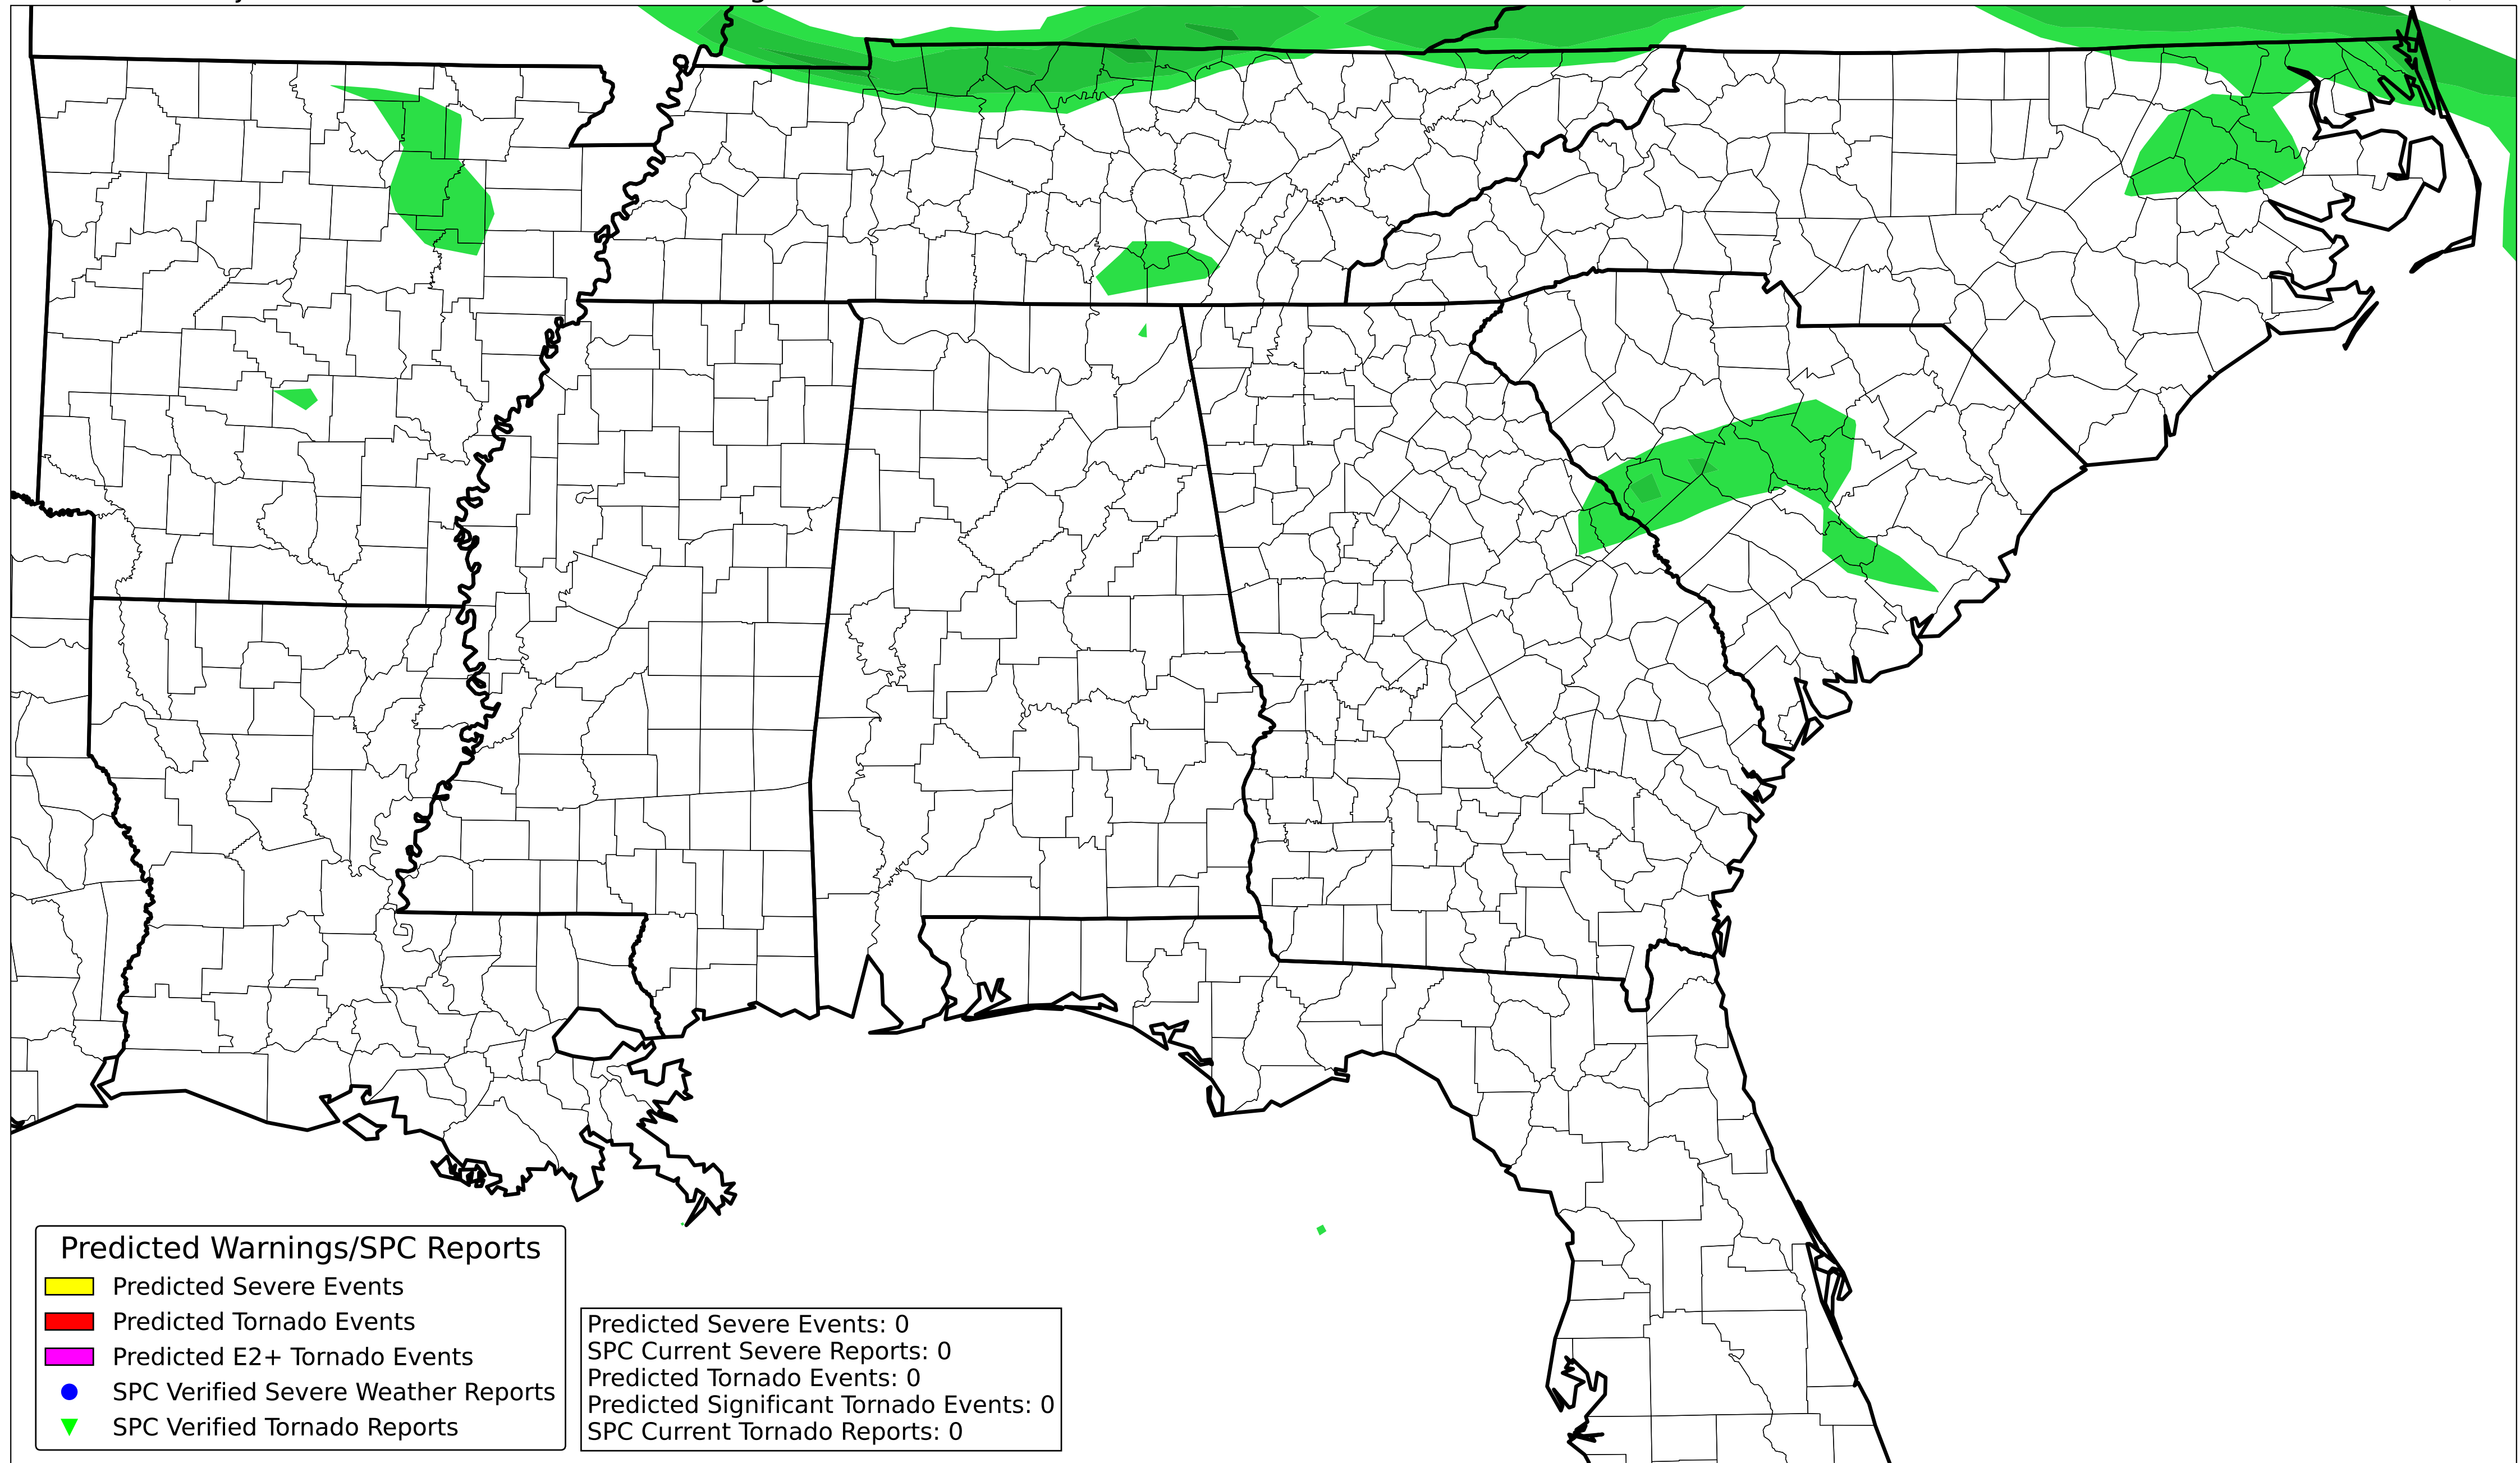 Predicted Warnings/SPC Reports
Predicted Severe Events
Predicted Tornado Events
Predicted E2+ Tornado Events
SPC Verified Severe Weather Reports
SPC Verified Tornado Reports
Predicted Severe Events: 0
SPC Current Severe Reports: 0
Predicted Tornado Events: 0
Predicted Significant Tornado Events: 0
SPC Current Tornado Reports: 0